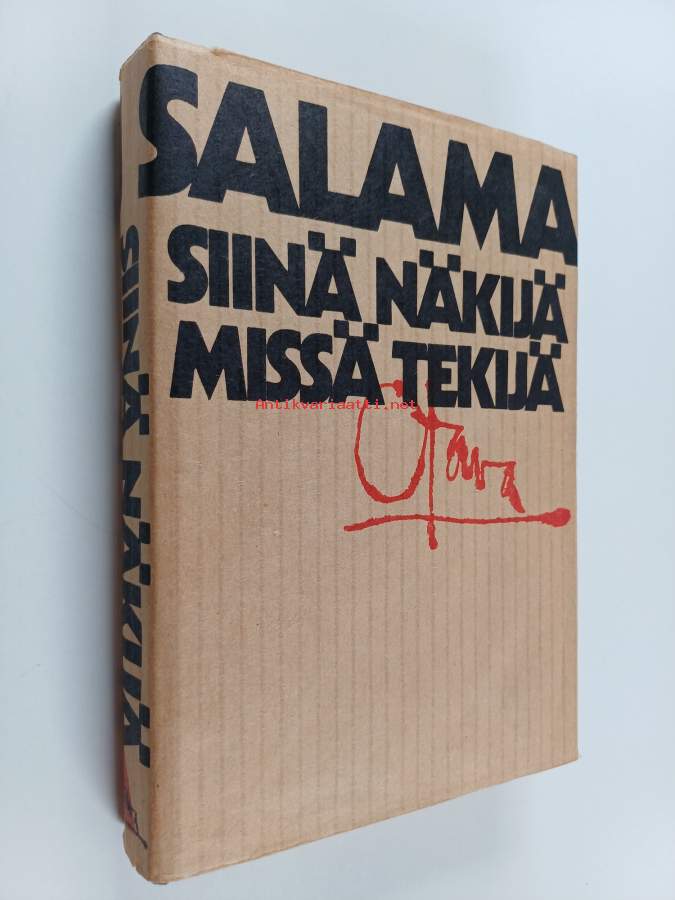 SALAMA
SIINÄ NÄKIJÄ
MISSÄ TEKIJÄ
Antikvariaatti.net
Otava
SIINÄ NÄKIJÄ